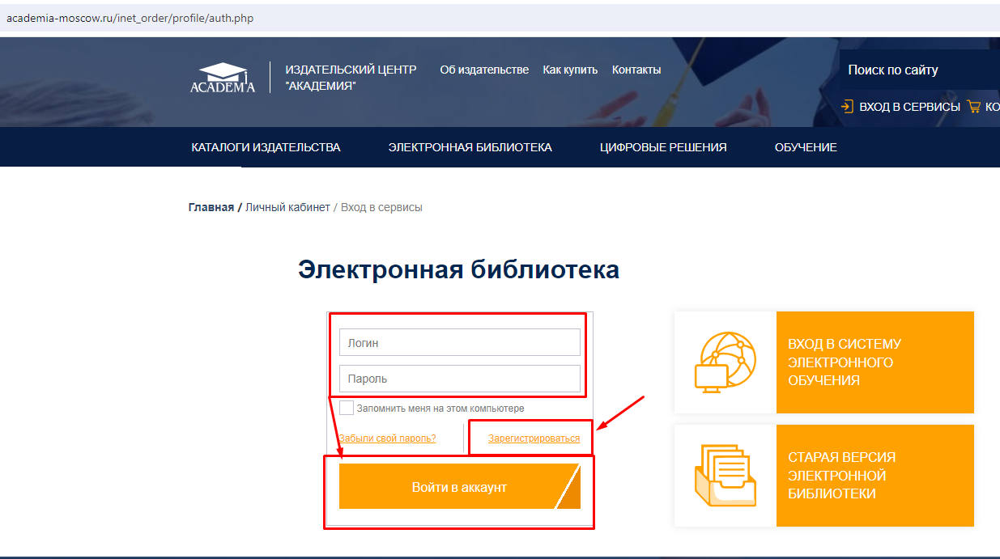 academia-moscow.ru/inet_order/profile/auth.php
ACADEMiA
ИЗДАТЕЛЬСКИЙ ЦЕНТР
"АКАДЕМИЯ"
Об издательстве Как купить Контакты
Поиск по сайту
ВХОД В СЕРВИСЫ КО
КАТАЛОГИ ИЗДАТЕЛЬСТВА ЭЛЕКТРОННАЯ БИБЛИОТЕКА ЦИФРОВЫЕ РЕШЕНИЯ ОБУЧЕНИЕ
Главная / Личный кабинет / Вход в сервисы
Электронная библиотека
Логин
Пароль
Запомнить меня на этом компьютере
Забыли свой пароль? Зарегистрироваться
Войти в аккаунт
ВХОД В СИСТЕМУ
ЭЛЕКТРОННОГО
ОБУЧЕНИЯ
СТАРАЯ ВЕРСИЯ
ЭЛЕКТРОННОЙ
БИБЛИОТЕКИ